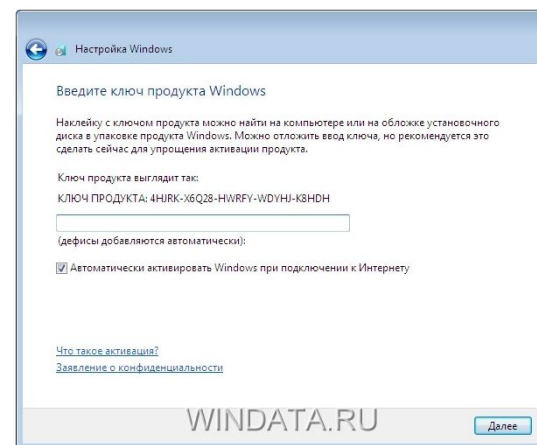 Настройка Windows
Введите ключ продукта Windows
Наклейку с ключом продукта можно найти на компьютере или на обложке установочного
диска в упаковке продукта Windows. Можно отложить ввод ключа, но рекомендуется это
сделать сейчас для упрощения активации продукта.
Ключ продукта выглядит так:
КЛЮЧ ПРОДУКТА: 4HJRK-X6Q28-HWRFY-WDYHJ-K8HDH
(дефисы добавляются автоматически):
Автоматически активировать Windows при подключении к Интернету
Что такое активация?
Заявление о конфиденциальности
WINDATA.RU
Далее